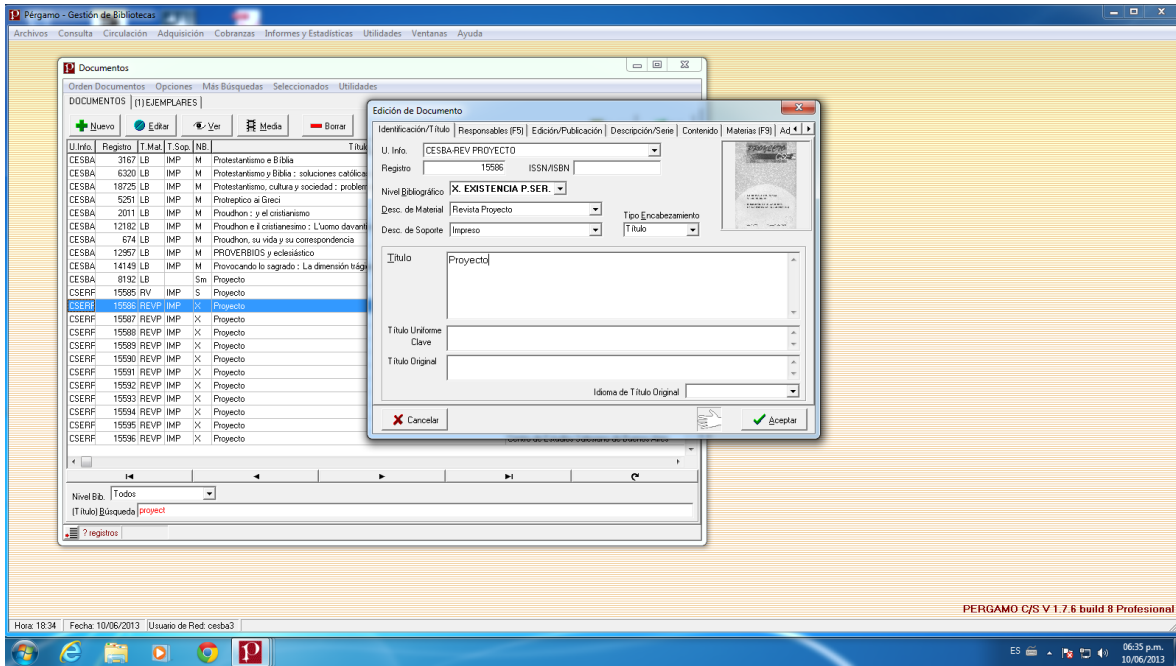 Pérgamo - Gestión de Bibliotecas
Archivos Consulta Circulación Adquisición Cobranzas Informes y Estadísticas Utilidades Ventanas Ayuda
Documentos
Orden Documentos Opciones Más Búsquedas Seleccionados Utilidades
DOCUMENTOS (1) EJEMPLARES
Nuevo Editar Ver Media Borrar
U.Info. Registro T.Mat. T.Sop. NB. Título
CESBA 3167 LB IMP M Protestantismo e Bíblia
CESBA 6320 LB IMP M Protestantismo y Biblia : soluciones católica
CESBA 18725 LB IMP M Protestantismo, cultura y sociedad : problem
CESBA 5251 LB IMP M Protreptico ai Greci
CESBA 2011 LB IMP M Proudhon : y el cristianismo
CESBA 12182 LB IMP M Proudhon e il cristianesimo : L'uomo davanti
CESBA 674 LB IMP M Proudhon, su vida y su correspondencia
CESBA 12957 LB IMP M PROVERBIOS y eclesiástico
CESBA 14149 LB IMP M Provocando lo sagrado : La dimensión trági
CESBA 8192 LB Sm Proyecto
CSERF 15585 RV IMP S Proyecto
CSERF 15586 REVP IMP X Proyecto
CSERF 15587 REVP IMP X Proyecto
CSERF 15588 REVP IMP X Proyecto
CSERF 15589 REVP IMP X Proyecto
CSERF 15590 REVP IMP X Proyecto
CSERF 15591 REVP IMP X Proyecto
CSERF 15592 REVP IMP X Proyecto
CSERF 15593 REVP IMP X Proyecto
CSERF 15594 REVP IMP X Proyecto
CSERF 15595 REVP IMP X Proyecto
CSERF 15596 REVP IMP X Proyecto
Nivel Bib. Todos
(Título) Búsqueda proyect
? registros
Edición de Documento
Identificación/Título Responsables (F5) Edición/Publicación Descripción/Serie Contenido Materias (F9) Ad
U. Info. CESBA-REV PROYECTO
Registro 15586 ISSN/ISBN
Nivel Bibliográfico X. EXISTENCIA P.SER.
Desc. de Material Revista Proyecto
Tipo Encabezamiento
Desc. de Soporte Impreso Título
Título Proyecto
Título Uniforme
Clave
Título Original
Idioma de Título Original
Cancelar Aceptar
PERGAMO C/S V 1.7.6 build 8 Profesional
Hora: 18:34 Fecha: 10/06/2013 Usuario de Red: cesba3
ES 06:35 p.m.
10/06/2013